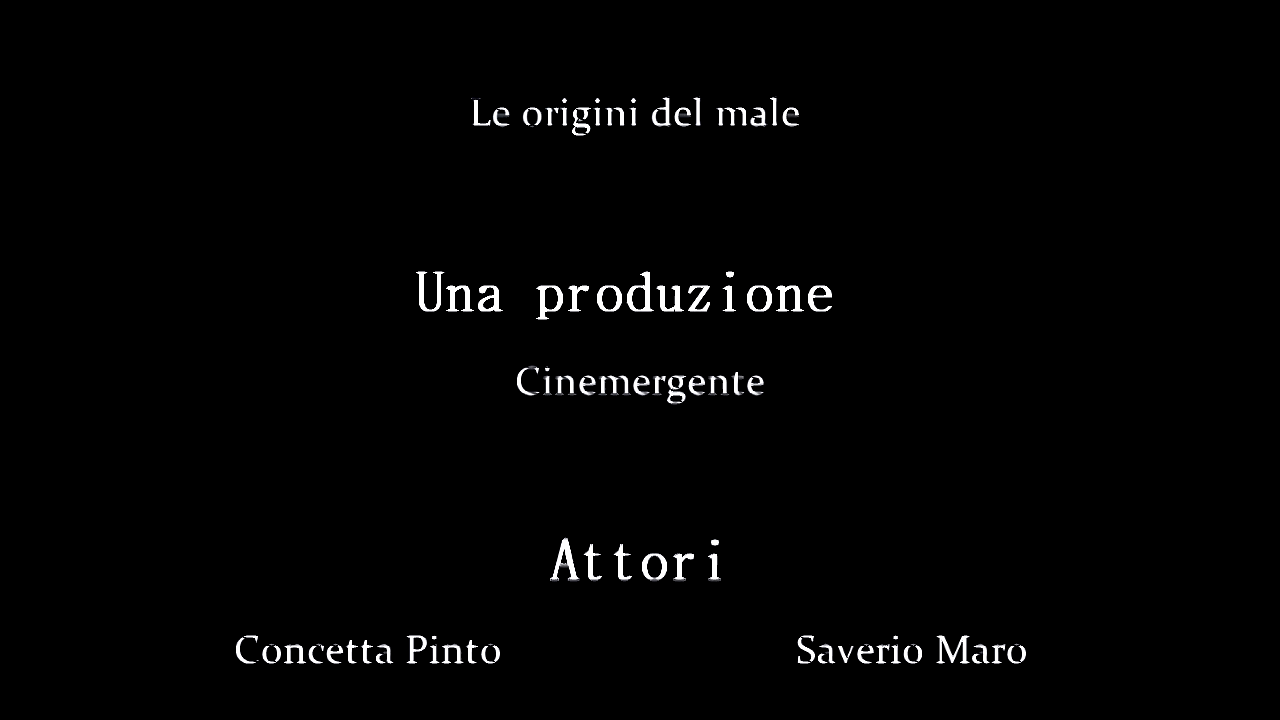 Le origini del male
Una produzione
Cinemergente
Attori
Concetta Pinto Saverio Maro